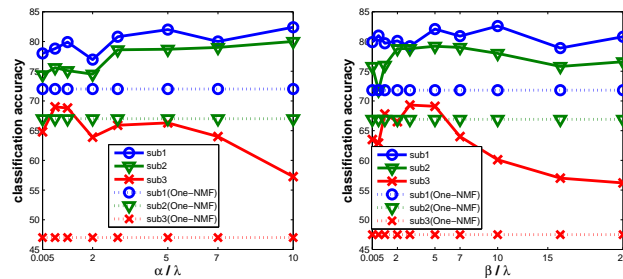 85
80
75
70
65
60
55
50
45
classification accuracy
sub1
sub2
sub3
sub1(One−NMF)
sub2(One−NMF)
sub3(One−NMF)
0.005 2 5 7 10
α / λ
85
80
75
70
65
60
55
50
45
classification accuracy
sub1
sub2
sub3
sub1(One−NMF)
sub2(One−NMF)
sub3(One−NMF)
0.005 2 5 7 10 15
β / λ